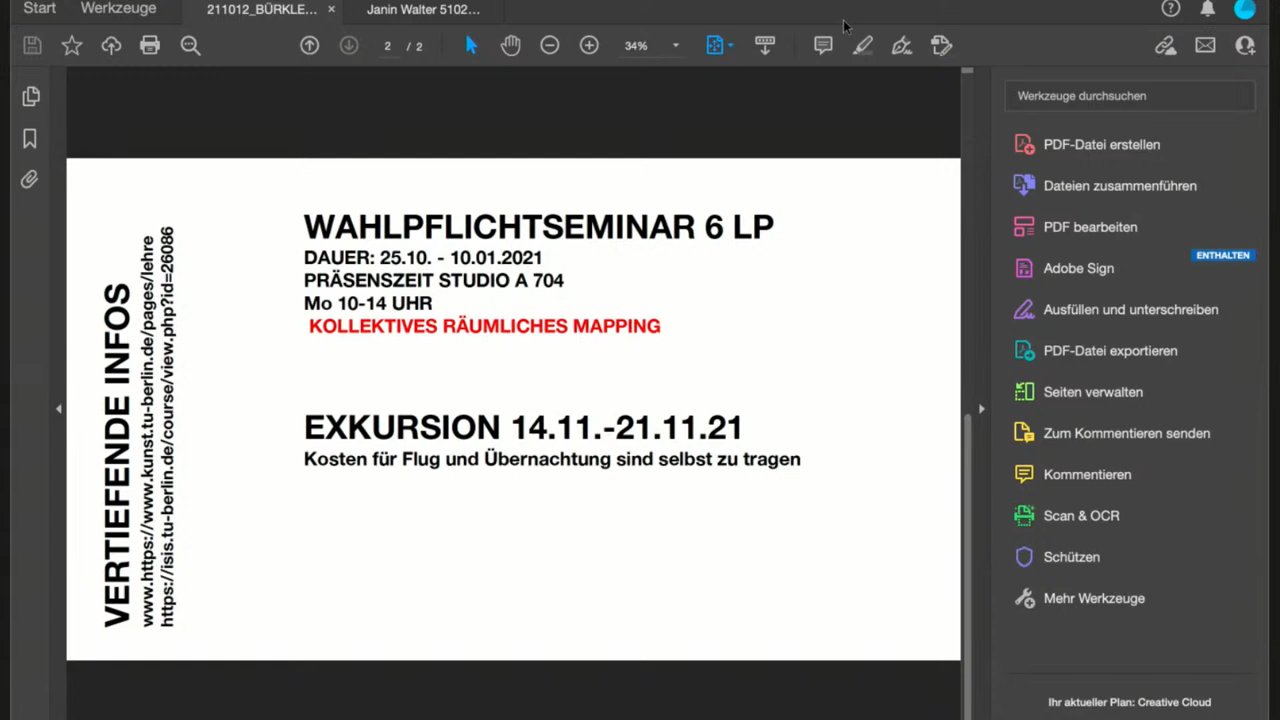 Start
Werkzeuge
211012_BÜRKLE...
Janin Walter 5102...
2 / 2
34%
Werkzeuge durchsuchen
PDF-Datei erstellen
Dateien zusammenführen
PDF bearbeiten
ENTHALTEN
Adobe Sign
Ausfüllen und unterschreiben
PDF-Datei exportieren
Seiten verwalten
Zum Kommentieren senden
Kommentieren
Scan & OCR
Schützen
Mehr Werkzeuge
Ihr aktueller Plan: Creative Cloud
VERTIEFENDE INFOS
www.https://www.kunst.tu-berlin.de/pages/lehre
https://isis.tu-berlin.de/course/view.php?id=26086
WAHLPFLICHTSEMINAR 6 LP
DAUER: 25.10. - 10.01.2021
PRÄSENSZEIT STUDIO A 704
Mo 10-14 UHR
KOLLEKTIVES RÄUMLICHES MAPPING
EXKURSION 14.11.-21.11.21
Kosten für Flug und Übernachtung sind selbst zu tragen